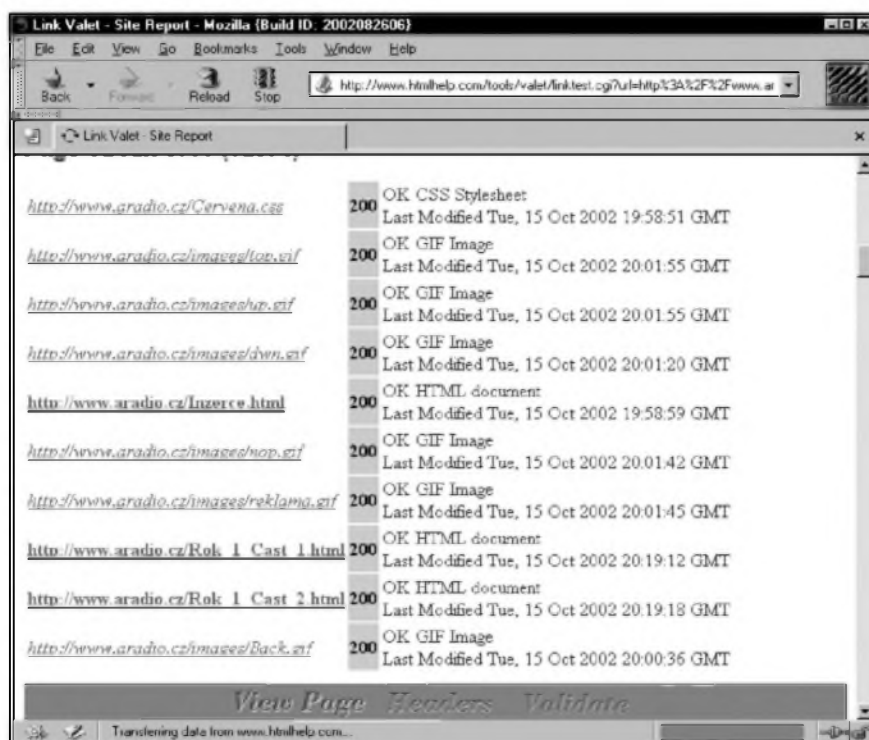 Link Valet - Site Report - Mozilla {Build ID: 2002082606}
File Edit View Go Bookmarks Tools Window Help
Back Forward Reload Stop http://www.htmlhelp.com/tools/valet/linktest.cgi?url=http%3A%2F%2Fwww.ar
Link Valet - Site Report
http://www.aradio.cz/Cervena.css 200 OK CSS Stylesheet
Last Modified Tue, 15 Oct 2002 19:58:51 GMT
http://www.aradio.cz/images/top.gif 200 OK GIF Image
Last Modified Tue, 15 Oct 2002 20:01:55 GMT
http://www.aradio.cz/images/up.gif 200 OK GIF Image
Last Modified Tue, 15 Oct 2002 20:01:55 GMT
http://www.aradio.cz/images/dwn.gif 200 OK GIF Image
Last Modified Tue, 15 Oct 2002 20:01:20 GMT
http://www.aradio.cz/Inzerce.html 200 OK HTML document
Last Modified Tue, 15 Oct 2002 19:58:59 GMT
http://www.aradio.cz/images/nop.gif 200 OK GIF Image
Last Modified Tue, 15 Oct 2002 20:01:42 GMT
http://www.aradio.cz/images/reklama.gif 200 OK GIF Image
Last Modified Tue, 15 Oct 2002 20:01:45 GMT
http://www.aradio.cz/Rok_1_Cast_1.html 200 OK HTML document
Last Modified Tue, 15 Oct 2002 20:19:12 GMT
http://www.aradio.cz/Rok_1_Cast_2.html 200 OK HTML document
Last Modified Tue, 15 Oct 2002 20:19:18 GMT
http://www.aradio.cz/images/Back.gif 200 OK GIF Image
Last Modified Tue, 15 Oct 2002 20:00:36 GMT
View Page Headers Validate
Transferring data from www.htmlhelp.com...